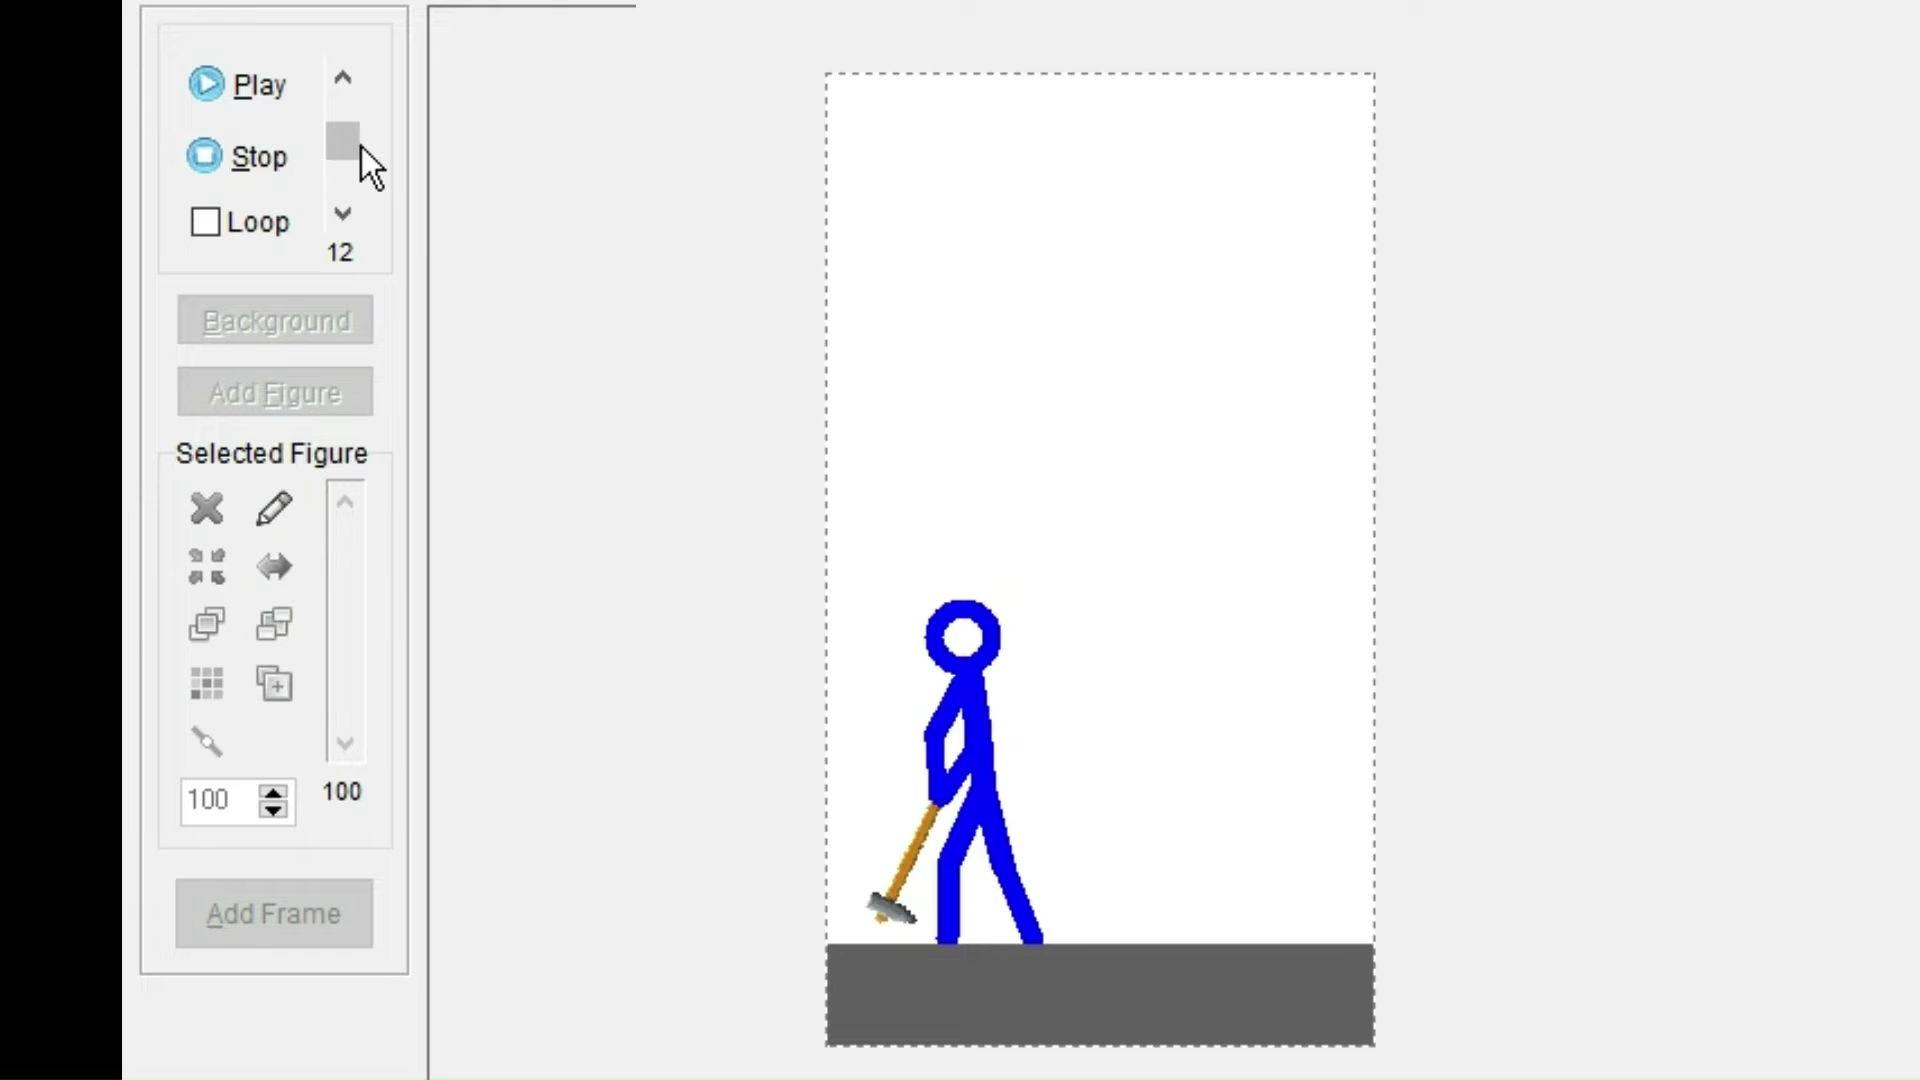 Play
Stop
Loop
12
Background
Add Figure
Selected Figure
100
100
Add Frame